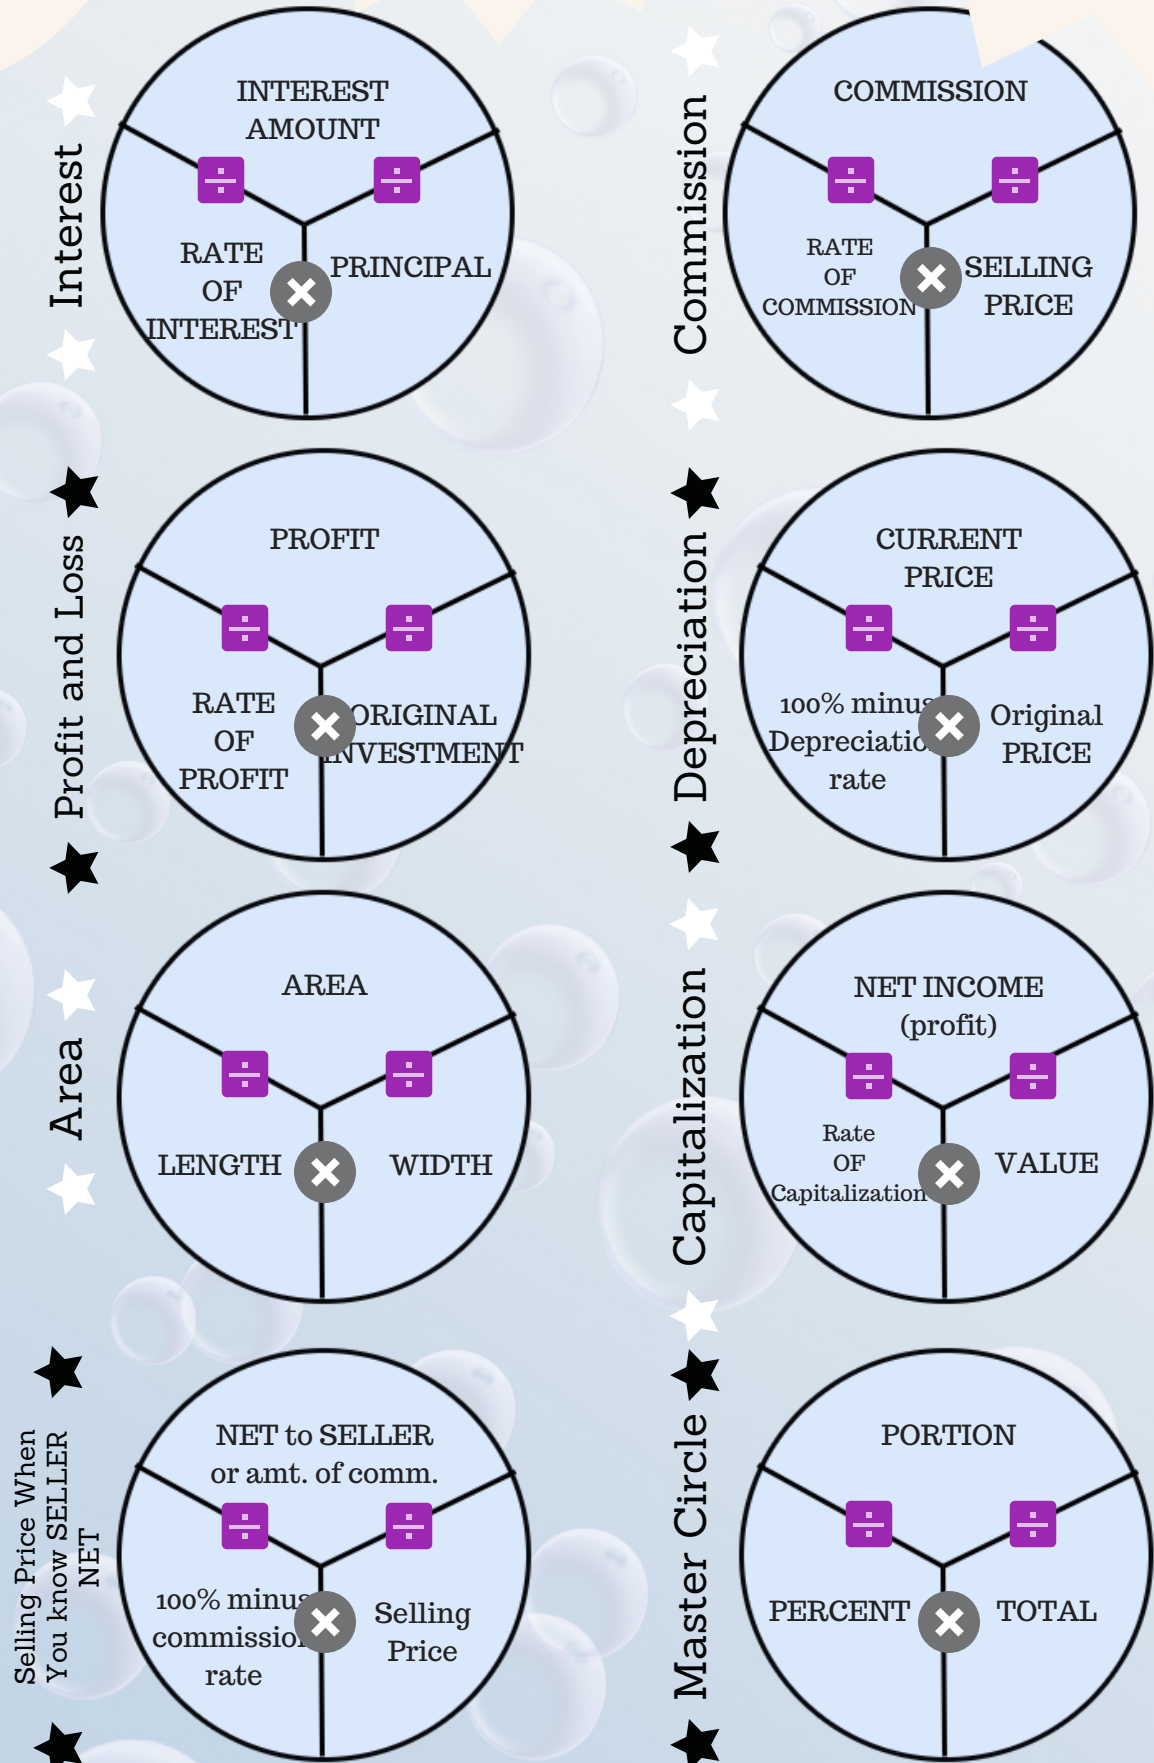 Interest
INTEREST
AMOUNT
÷
÷
RATE
OF
INTEREST
×
PRINCIPAL
Commission
COMMISSION
÷
÷
RATE
OF
COMMISSION
×
SELLING
PRICE
Profit and Loss
PROFIT
÷
÷
RATE
OF
PROFIT
×
ORIGINAL
INVESTMENT
Depreciation
CURRENT
PRICE
÷
÷
100% minus
Depreciation
rate
×
Original
PRICE
Area
AREA
÷
÷
LENGTH
×
WIDTH
Capitalization
NET INCOME
(profit)
÷
÷
Rate
OF
Capitalization
×
VALUE
Selling Price When
You know SELLER
NET
NET to SELLER
or amt. of comm.
÷
÷
100% minus
commission
rate
×
Selling
Price
Master Circle
PORTION
÷
÷
PERCENT
×
TOTAL